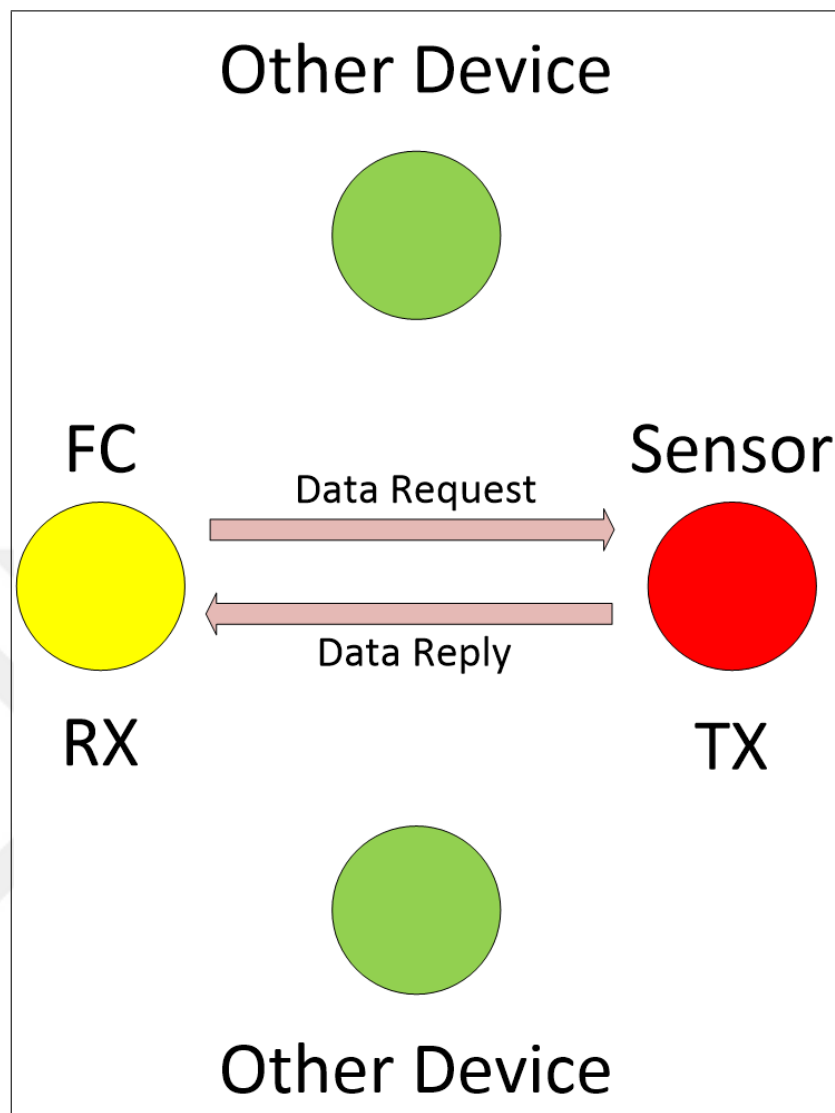 Other Device
FC
Sensor
Data Request
Data Reply
RX
TX
Other Device